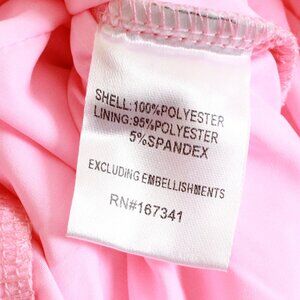 SHELL:100%POLYESTER
LINING:95%POLYESTER
5%SPANDEX
EXCLUDING EMBELLISHMENTS
RN#167341